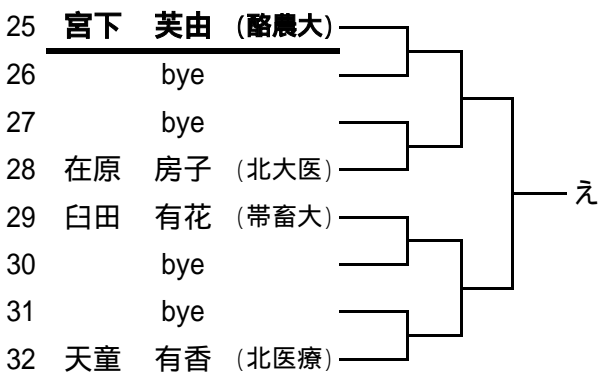 25 宮下 芙由 (酪農大)
26 bye
27 bye
28 在原 房子 (北大医)
29 臼田 有花 (帯畜大)
30 bye
31 bye
32 天童 有香 (北医療)
え